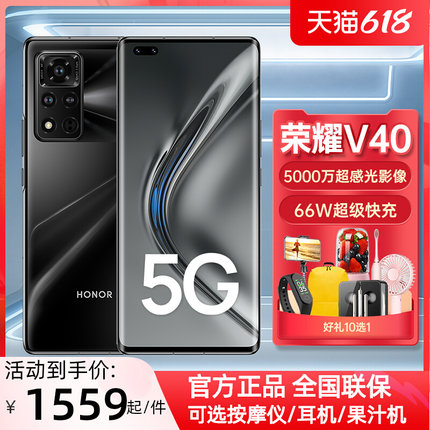 天猫618
荣耀V40
5000万超感光影像
66W超级快充
HONOR
5G
好礼10选1
活动到手价:
¥1559起/件
官方正品 全国联保
可选按摩仪/耳机/果汁机